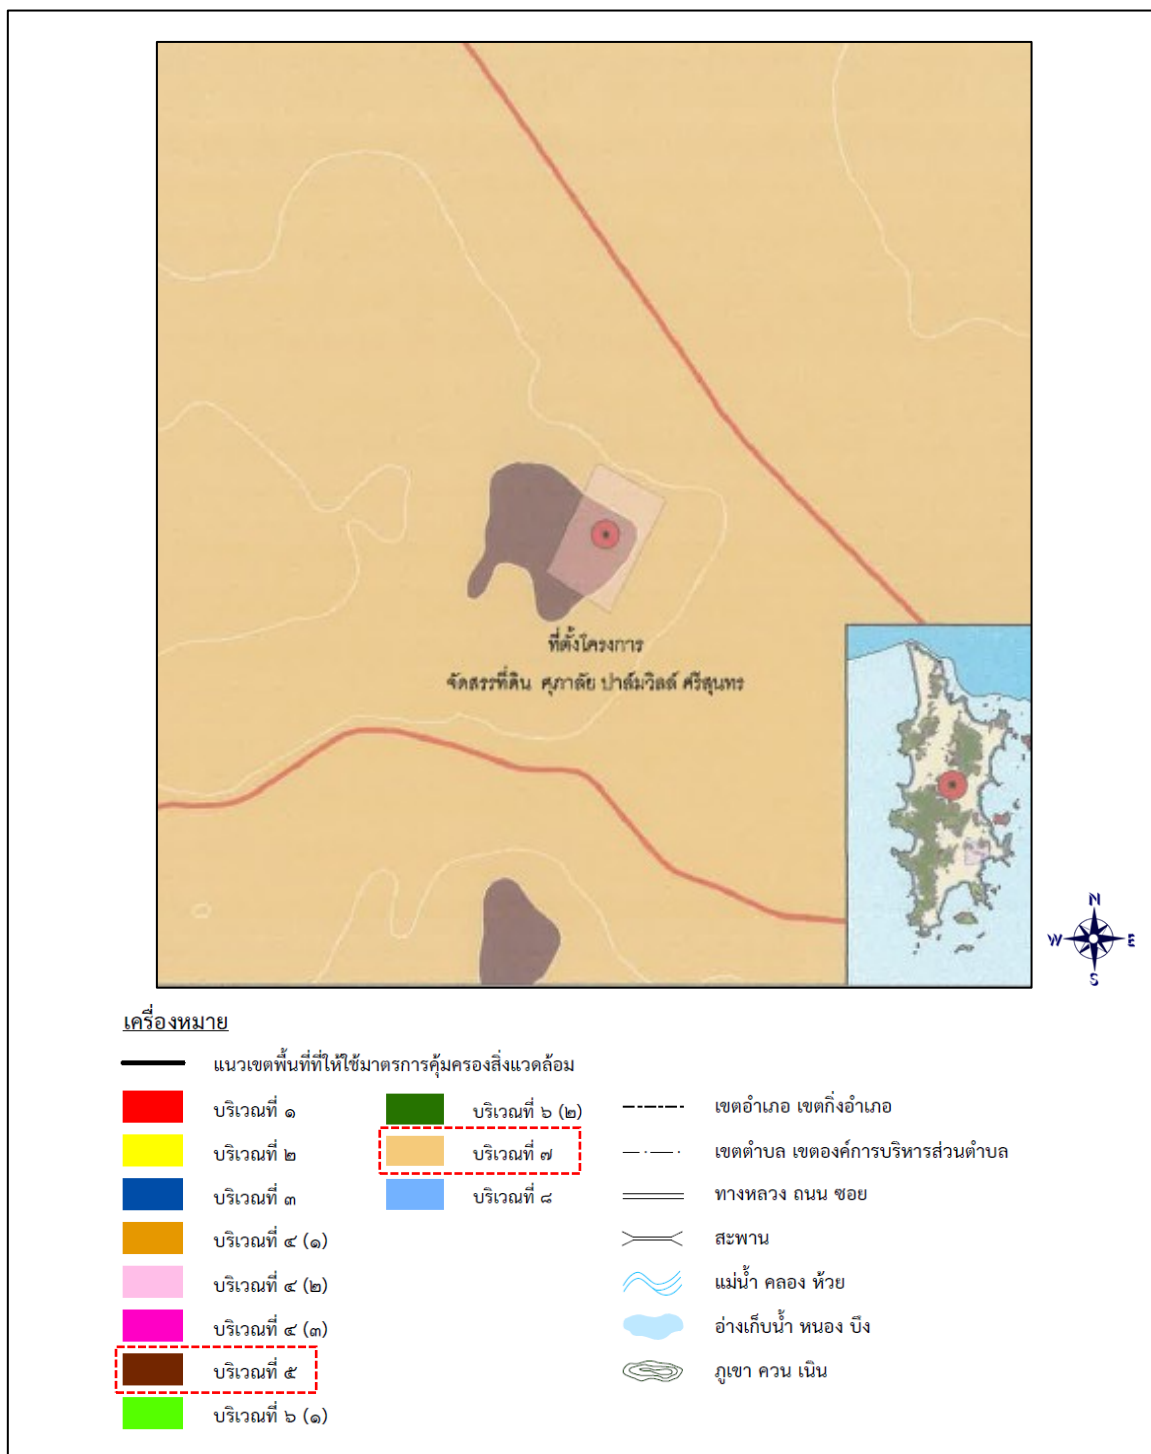 ที่ตั้งโครงการ
จัดสรรที่ดิน ศุภาลัย ปาล์มวิลล์ ศรีสุนทร
N
W E
S
เครื่องหมาย
แนวเขตพื้นที่ที่ให้ใช้มาตรการคุ้มครองสิ่งแวดล้อม
บริเวณที่ ๑
บริเวณที่ ๒
บริเวณที่ ๓
บริเวณที่ ๔ (๑)
บริเวณที่ ๔ (๒)
บริเวณที่ ๔ (๓)
บริเวณที่ ๕
บริเวณที่ ๖ (๑)
บริเวณที่ ๖ (๒)
บริเวณที่ ๗
บริเวณที่ ๘
เขตอำเภอ เขตกิ่งอำเภอ
เขตตำบล เขตองค์การบริหารส่วนตำบล
ทางหลวง ถนน ซอย
สะพาน
แม่น้ำ คลอง ห้วย
อ่างเก็บน้ำ หนอง บึง
ภูเขา ควน เนิน